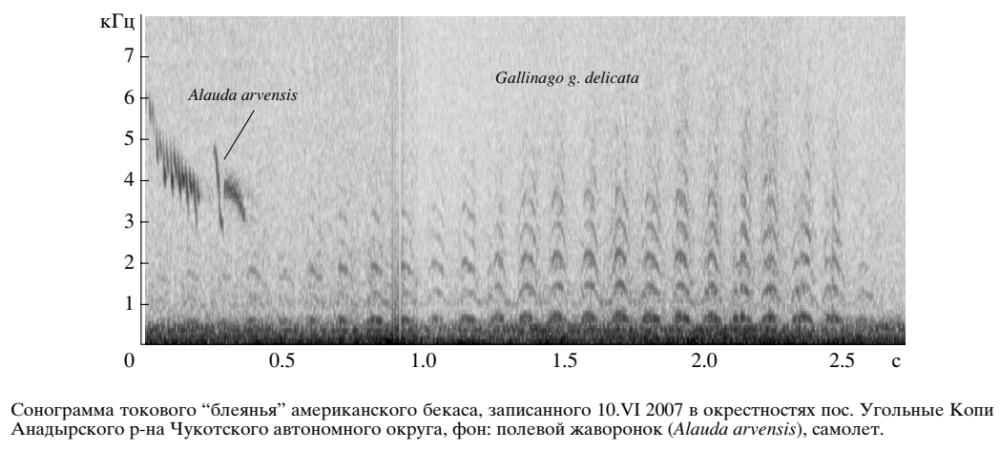 кГц
7
Gallinago g. delicata
6
Alauda arvensis
5
4
3
2
1
0 0.5 1.0 1.5 2.0 2.5 с
Сонограмма токового “блеянья” американского бекаса, записанного 10.VI 2007 в окрестностях пос. Угольные Копи
Анадырского р-на Чукотского автономного округа, фон: полевой жаворонок (Alauda arvensis), самолет.